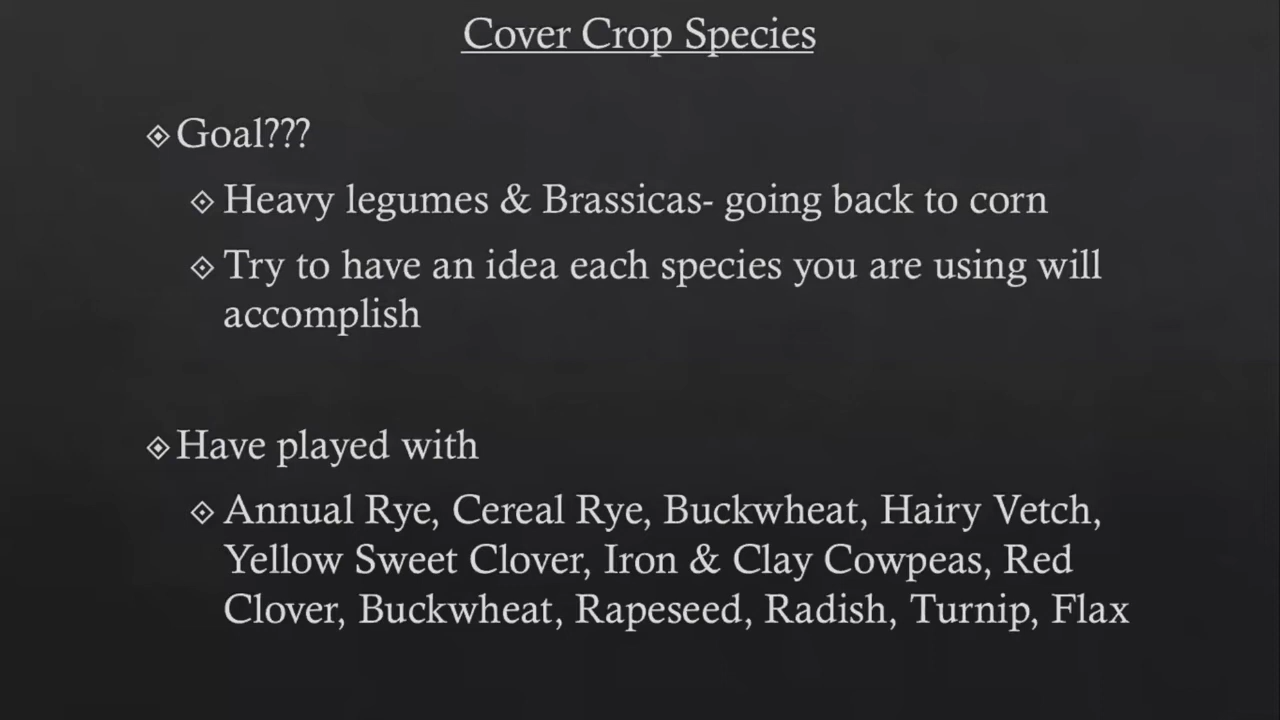 Cover Crop Species
Goal???
Heavy legumes & Brassicas- going back to corn
Try to have an idea each species you are using will
accomplish
Have played with
Annual Rye, Cereal Rye, Buckwheat, Hairy Vetch,
Yellow Sweet Clover, Iron & Clay Cowpeas, Red
Clover, Buckwheat, Rapeseed, Radish, Turnip, Flax